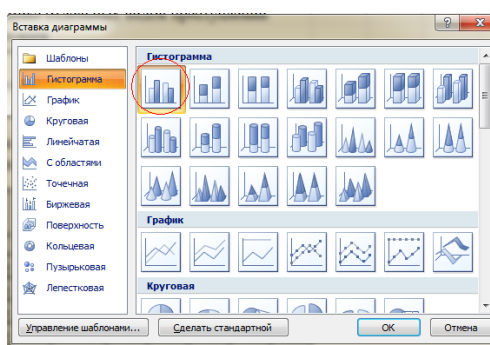 Вставка диаграммы
Шаблоны
Гистограмма
График
Круговая
Линейчатая
С областями
Точечная
Биржевая
Поверхность
Кольцевая
Пузырьковая
Лепестковая
Гистограмма
График
Круговая
Управление шаблонами...
Сделать стандартной
ОК
Отмена